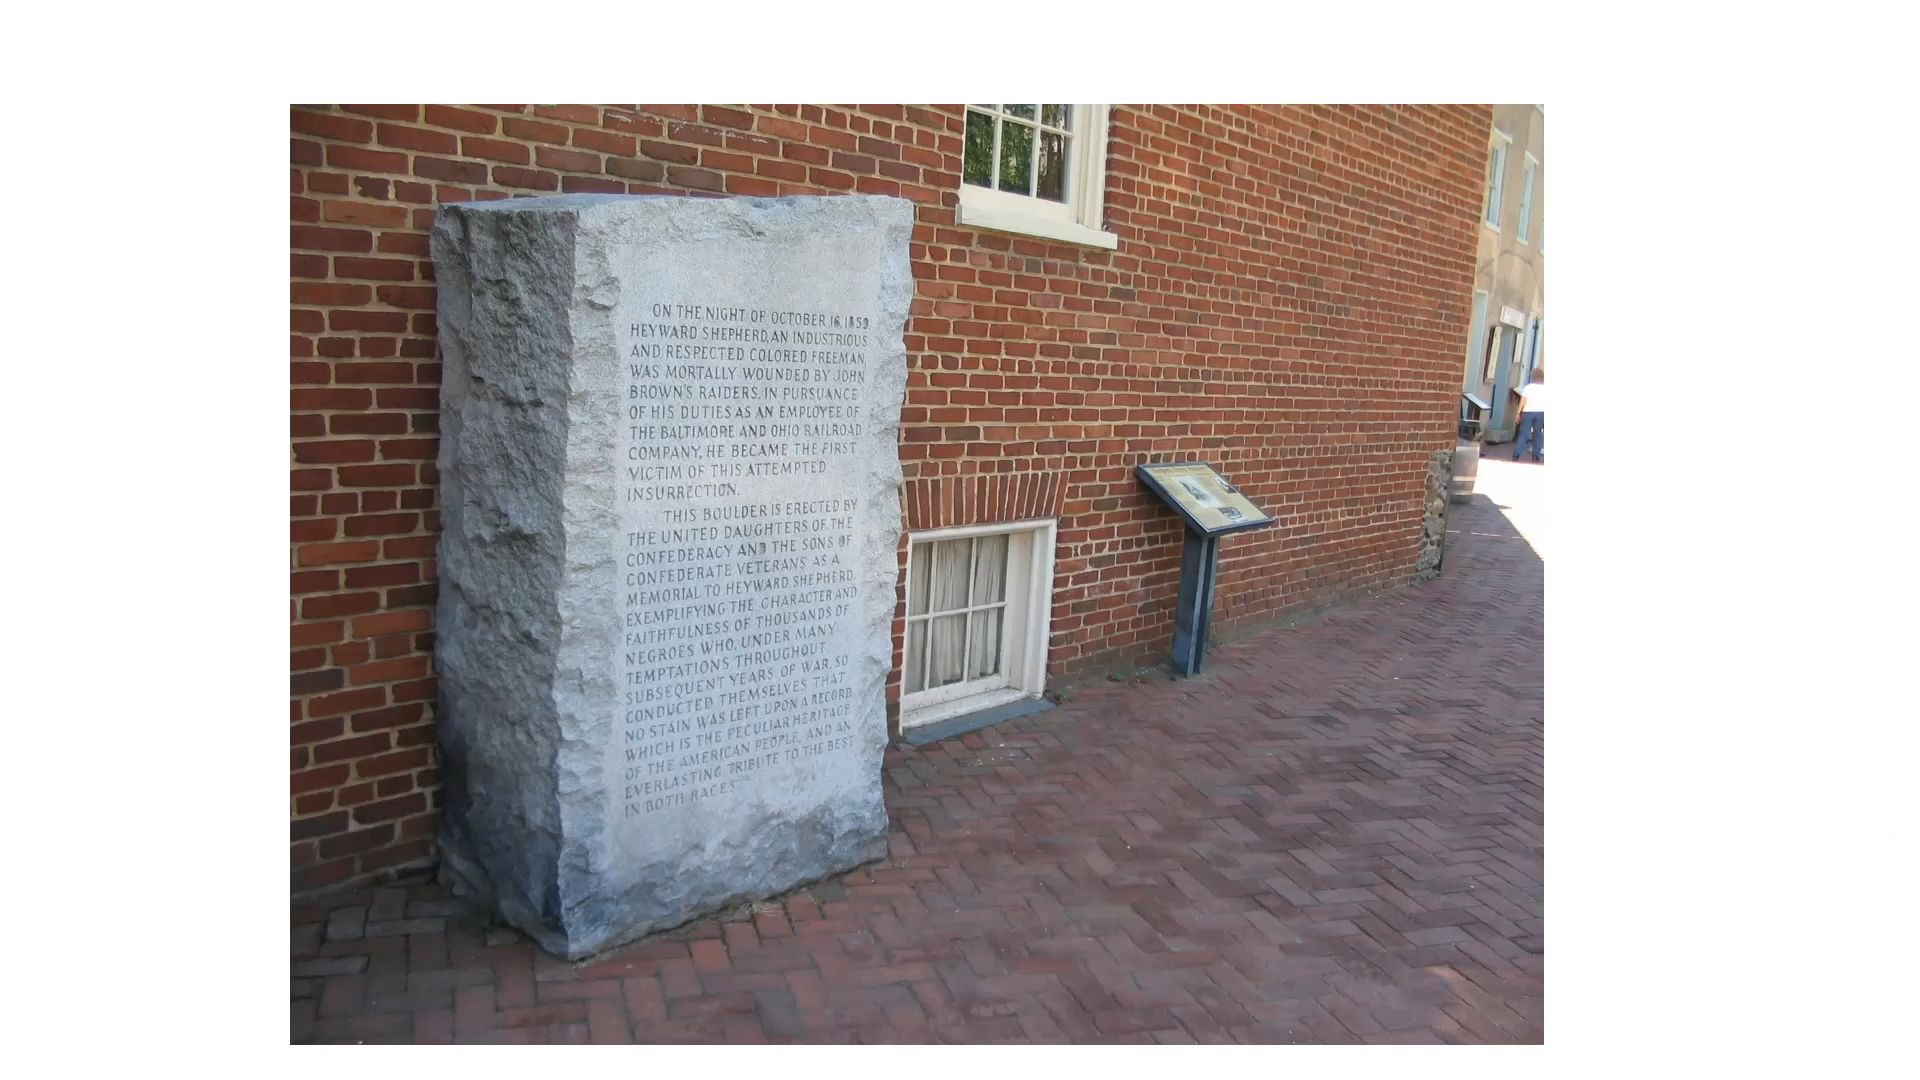 ON THE NIGHT OF OCTOBER 16, 1859,
HEYWARD SHEPHERD, AN INDUSTRIOUS
AND RESPECTED COLORED FREEMAN,
WAS MORTALLY WOUNDED BY JOHN
BROWN'S RAIDERS. IN PURSUANCE
OF HIS DUTIES AS AN EMPLOYEE OF
THE BALTIMORE AND OHIO RAILROAD
COMPANY, HE BECAME THE FIRST
VICTIM OF THIS ATTEMPTED
INSURRECTION.
THIS BOULDER IS ERECTED BY
THE UNITED DAUGHTERS OF THE
CONFEDERACY AND THE SONS OF
CONFEDERATE VETERANS AS A
MEMORIAL TO HEYWARD SHEPHERD,
EXEMPLIFYING THE CHARACTER AND
FAITHFULNESS OF THOUSANDS OF
NEGROES WHO, UNDER MANY
TEMPTATIONS THROUGHOUT
SUBSEQUENT YEARS OF WAR, SO
CONDUCTED THEMSELVES THAT
NO STAIN WAS LEFT UPON A RECORD
WHICH IS THE PECULIAR HERITAGE
OF THE AMERICAN PEOPLE, AND AN
EVERLASTING TRIBUTE TO THE BEST
IN BOTH RACES.